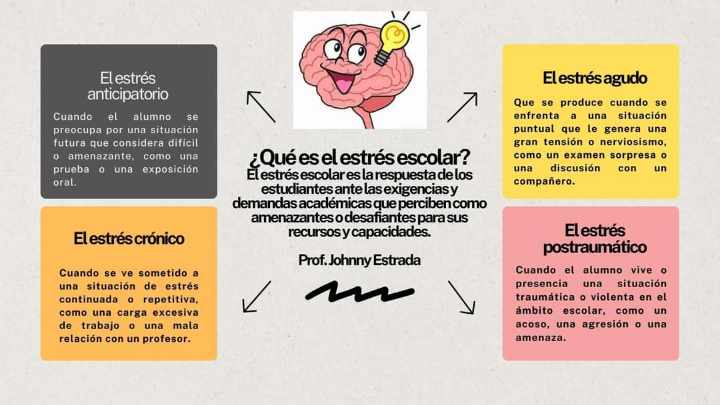 El estrés
anticipatorio
Cuando el alumno se
preocupa por una situación
futura que considera difícil
o amenazante, como una
prueba o una exposición
oral.
El estrés crónico
Cuando se ve sometido a
una situación de estrés
continuada o repetitiva,
como una carga excesiva
de trabajo o una mala
relación con un profesor.
¿Qué es el estrés escolar?
El estrés escolar es la respuesta de los
estudiantes ante las exigencias y
demandas académicas que perciben como
amenazantes o desafiantes para sus
recursos y capacidades.
Prof. Johnny Estrada
El estrés agudo
Que se produce cuando se
enfrenta a una situación
puntual que le genera una
gran tensión o nerviosismo,
como un examen sorpresa o
una discusión con un
compañero.
El estrés
postraumático
Cuando el alumno vive o
presencia una situación
traumática o violenta en el
ámbito escolar, como un
acoso, una agresión o una
amenaza.